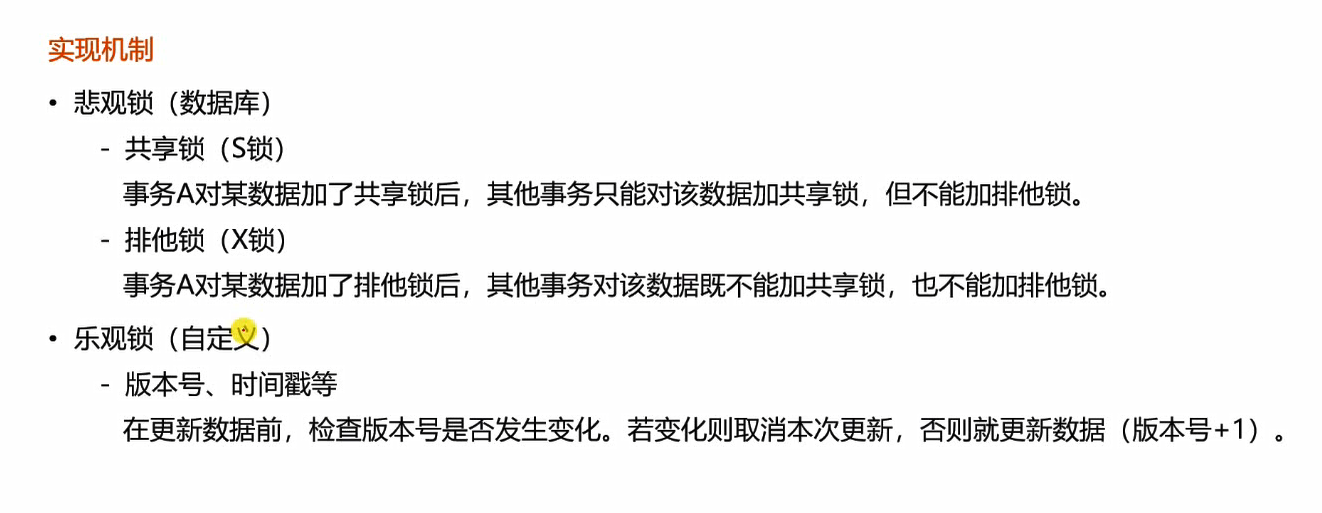 实现机制
• 悲观锁（数据库）
- 共享锁（S锁）
事务A对某数据加了共享锁后，其他事务只能对该数据加共享锁，但不能加排他锁。
- 排他锁（X锁）
事务A对某数据加了排他锁后，其他事务对该数据既不能加共享锁，也不能加排他锁。
• 乐观锁（自定义）
- 版本号、时间戳等
在更新数据前，检查版本号是否发生变化。若变化则取消本次更新，否则就更新数据（版本号+1）。